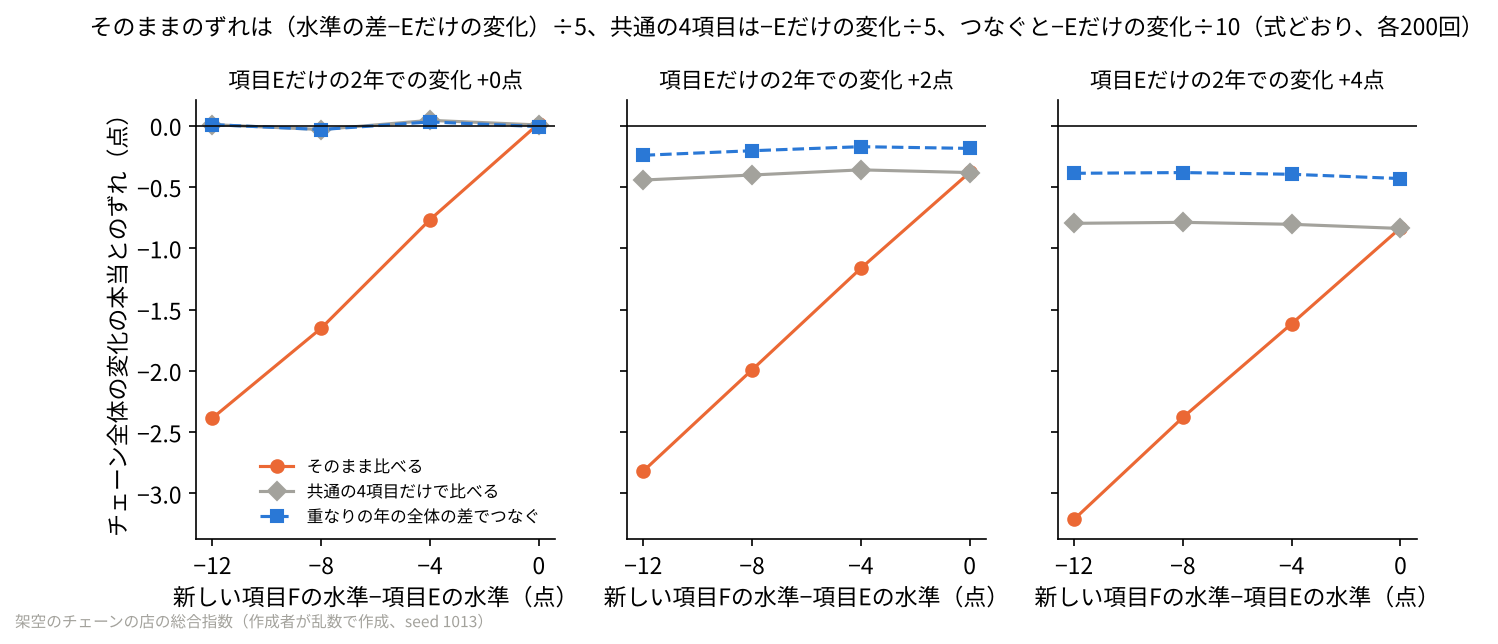 そのままのずれは（水準の差−Eだけの変化）÷5、共通の4項目は−Eだけの変化÷5、つなぐと−Eだけの変化÷10（式どおり、各200回）
項目Eだけの2年での変化 +0点
項目Eだけの2年での変化 +2点
項目Eだけの2年での変化 +4点
チェーン全体の変化の本当とのずれ（点）
0.0
−0.5
−1.0
−1.5
−2.0
−2.5
−3.0
そのまま比べる
共通の4項目だけで比べる
重なりの年の全体の差でつなぐ
−12 −8 −4 0
−12 −8 −4 0
−12 −8 −4 0
新しい項目Fの水準−項目Eの水準（点）
新しい項目Fの水準−項目Eの水準（点）
新しい項目Fの水準−項目Eの水準（点）
架空のチェーンの店の総合指数（作成者が乱数で作成、seed 1013）